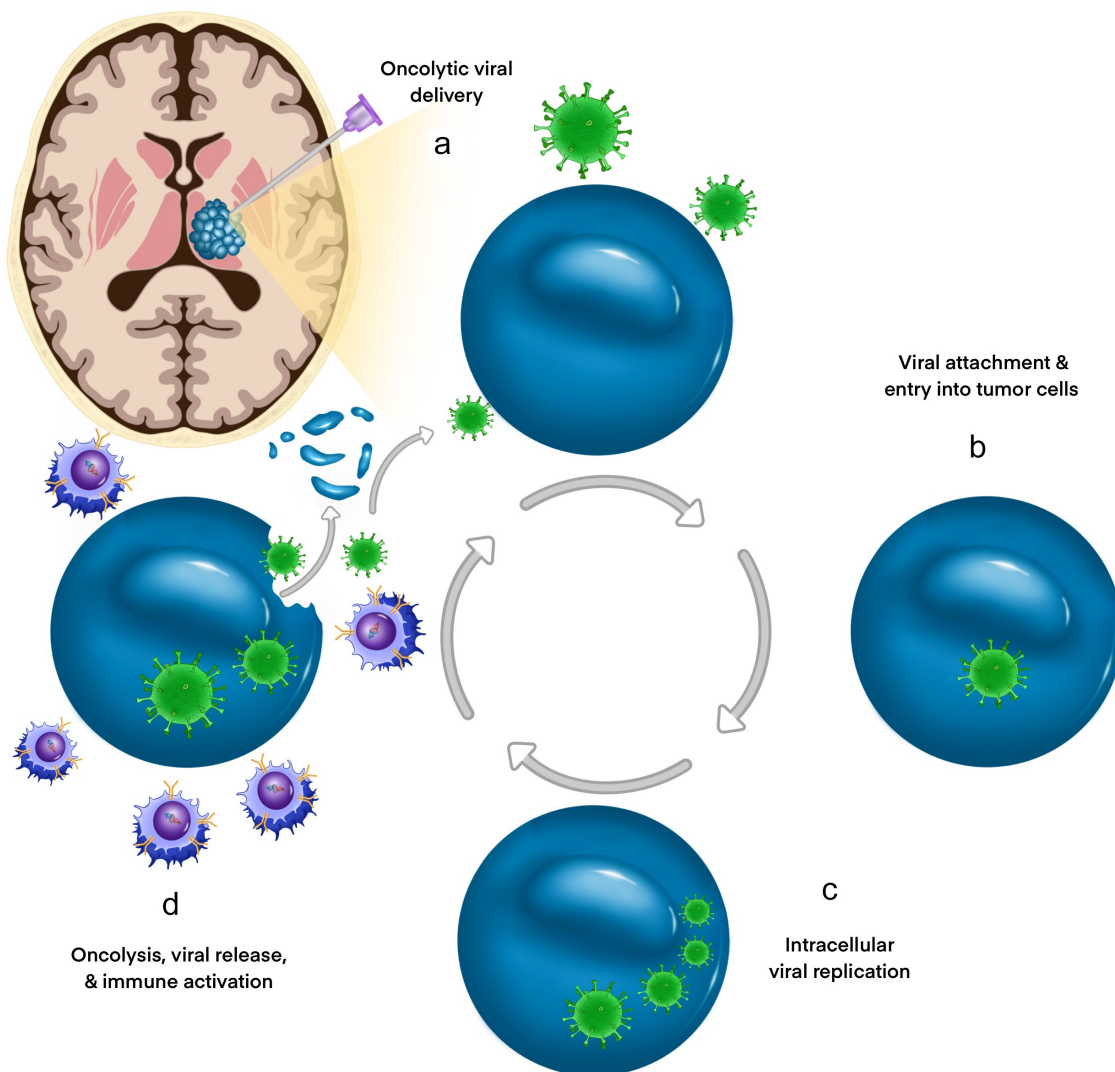 Oncolytic viral
delivery
a
Viral attachment &
entry into tumor cells
b
c
Intracellular
viral replication
d
Oncolysis, viral release,
& immune activation